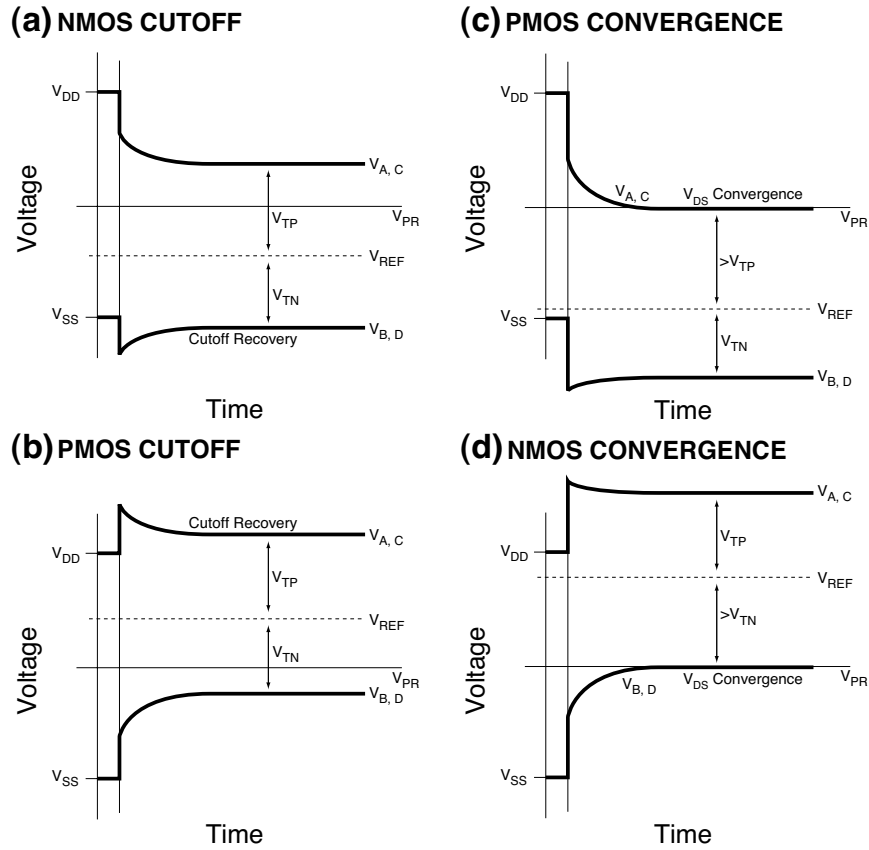 (a) NMOS CUTOFF
Voltage
V_DD
V_A, C
V_TP
V_PR
V_REF
V_TN
V_SS
V_B, D
Cutoff Recovery
Time
(c) PMOS CONVERGENCE
Voltage
V_DD
V_A, C
V_DS Convergence
V_PR
>V_TP
V_REF
V_SS
V_TN
V_B, D
Time
(b) PMOS CUTOFF
Voltage
Cutoff Recovery
V_A, C
V_DD
V_TP
V_REF
V_TN
V_PR
V_B, D
V_SS
Time
(d) NMOS CONVERGENCE
Voltage
V_A, C
V_TP
V_DD
V_REF
>V_TN
V_B, D
V_DS Convergence
V_PR
V_SS
Time